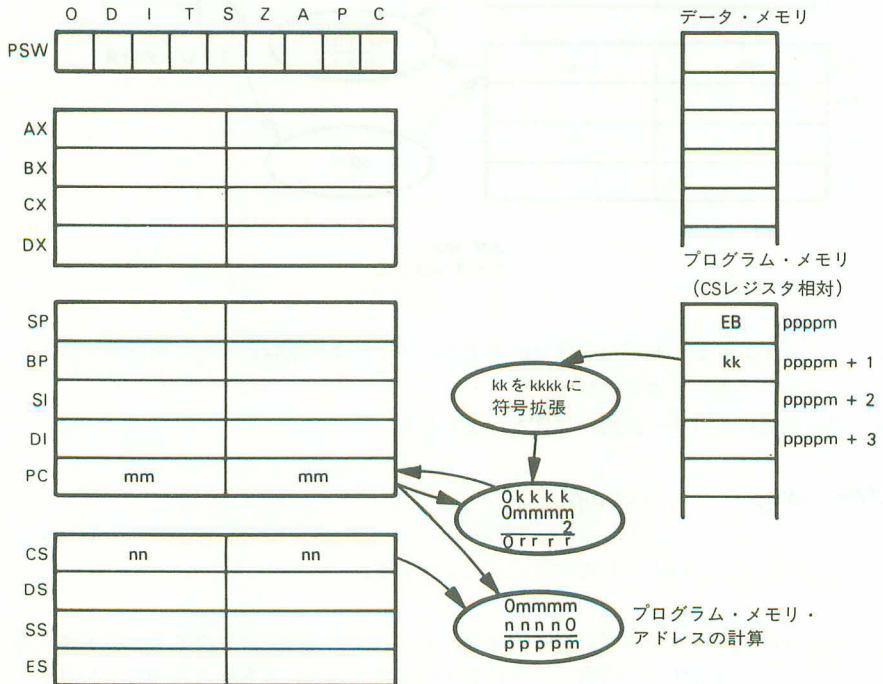 O D I T S Z A P C
PSW
AX
BX
CX
DX
SP
BP
SI
DI
PC mm mm
CS nn nn
DS
SS
ES
データ・メモリ
プログラム・メモリ
(CSレジスタ相対)
EB ppppm
kk ppppm + 1
ppppm + 2
ppppm + 3
kkをkkkkに
符号拡張
0kkkk
0mmmm
2
0rrrr
0mmmm
nnnn0
ppppm
プログラム・メモリ・
アドレスの計算